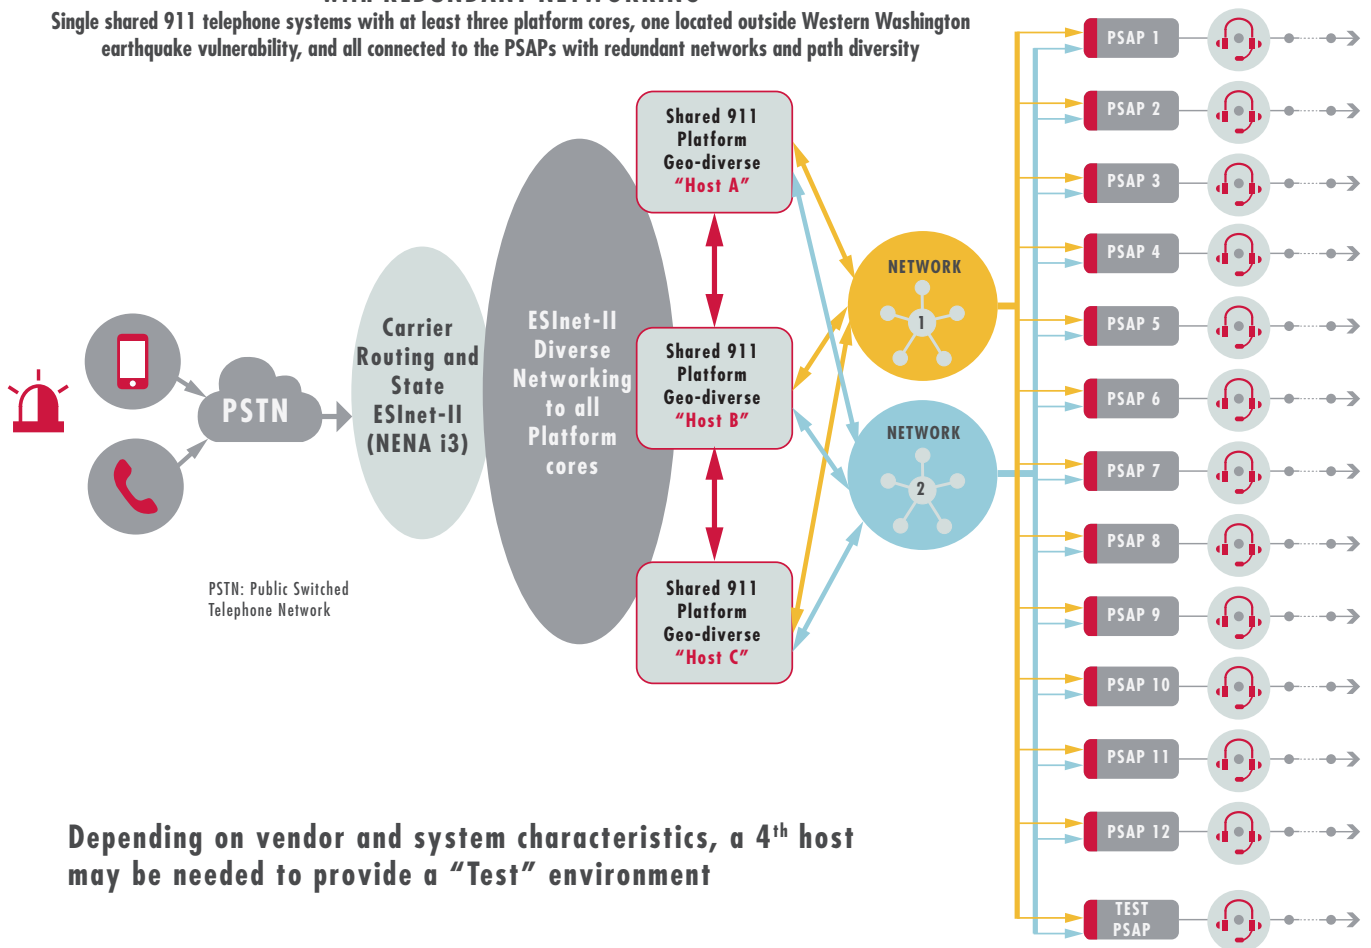 WITH REDUNDANT NETWORKING
Single shared 911 telephone systems with at least three platform cores, one located outside Western Washington
earthquake vulnerability, and all connected to the PSAPs with redundant networks and path diversity
PSTN
PSTN: Public Switched
Telephone Network
Carrier
Routing and
State
ESInet-II
(NENA i3)
ESInet-II
Diverse
Networking
to all
Platform
cores
Shared 911
Platform
Geo-diverse
“Host A”
Shared 911
Platform
Geo-diverse
“Host B”
Shared 911
Platform
Geo-diverse
“Host C”
NETWORK
1
NETWORK
2
PSAP 1
PSAP 2
PSAP 3
PSAP 4
PSAP 5
PSAP 6
PSAP 7
PSAP 8
PSAP 9
PSAP 10
PSAP 11
PSAP 12
TEST
PSAP
Depending on vendor and system characteristics, a 4th host
may be needed to provide a “Test” environment